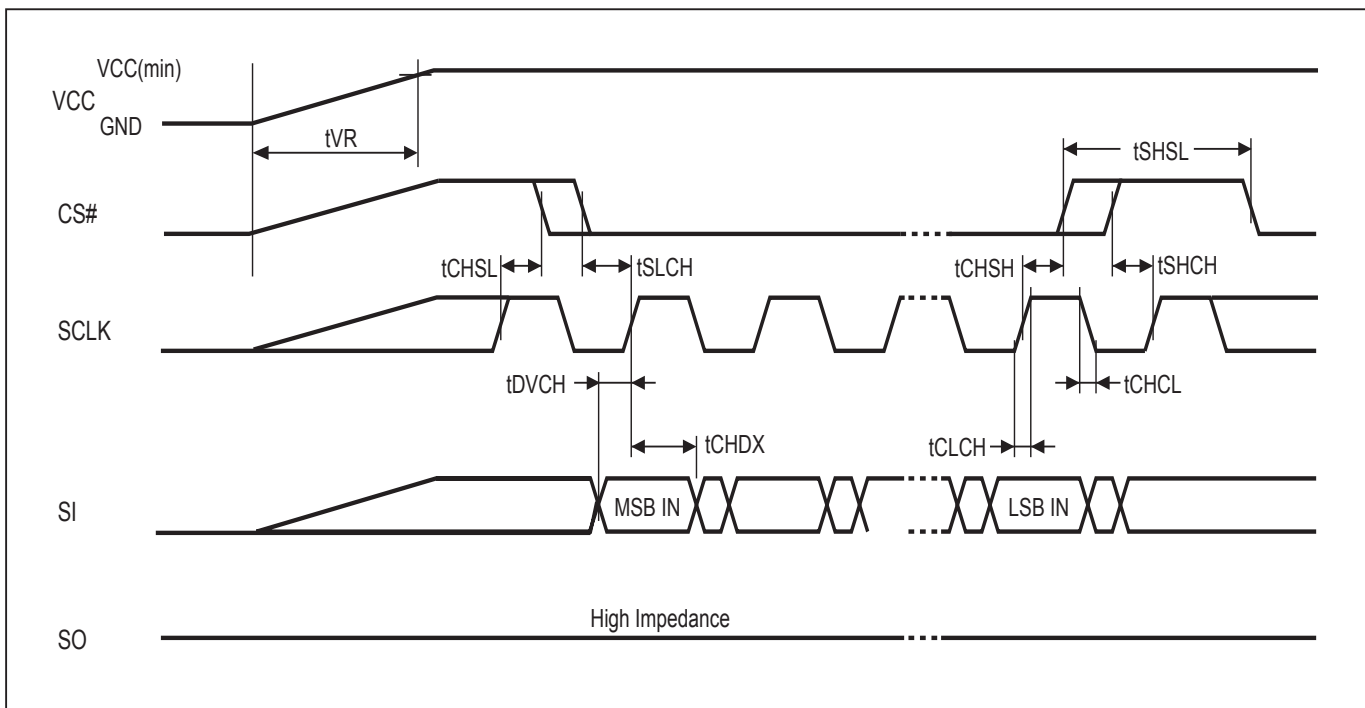 VCC(min)
VCC
GND
tVR
tSHSL
CS#
tCHSL
tSLCH
tCHSH
tSHCH
SCLK
tDVCH
tCHCL
tCHDX
tCLCH
SI
MSB IN
LSB IN
High Impedance
SO